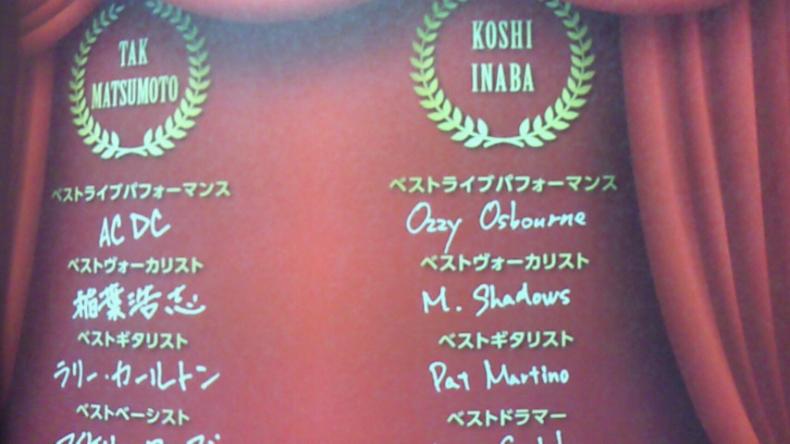 TAK
MATSUMOTO
ベストライブパフォーマンス
AC DC
ベストヴォーカリスト
稲葉浩志
ベストギタリスト
ラリー・カールトン
ベストベーシスト
KOSHI
INABA
ベストライブパフォーマンス
Ozzy Osbourne
ベストヴォーカリスト
M. Shadows
ベストギタリスト
Pat Martino
ベストドラマー